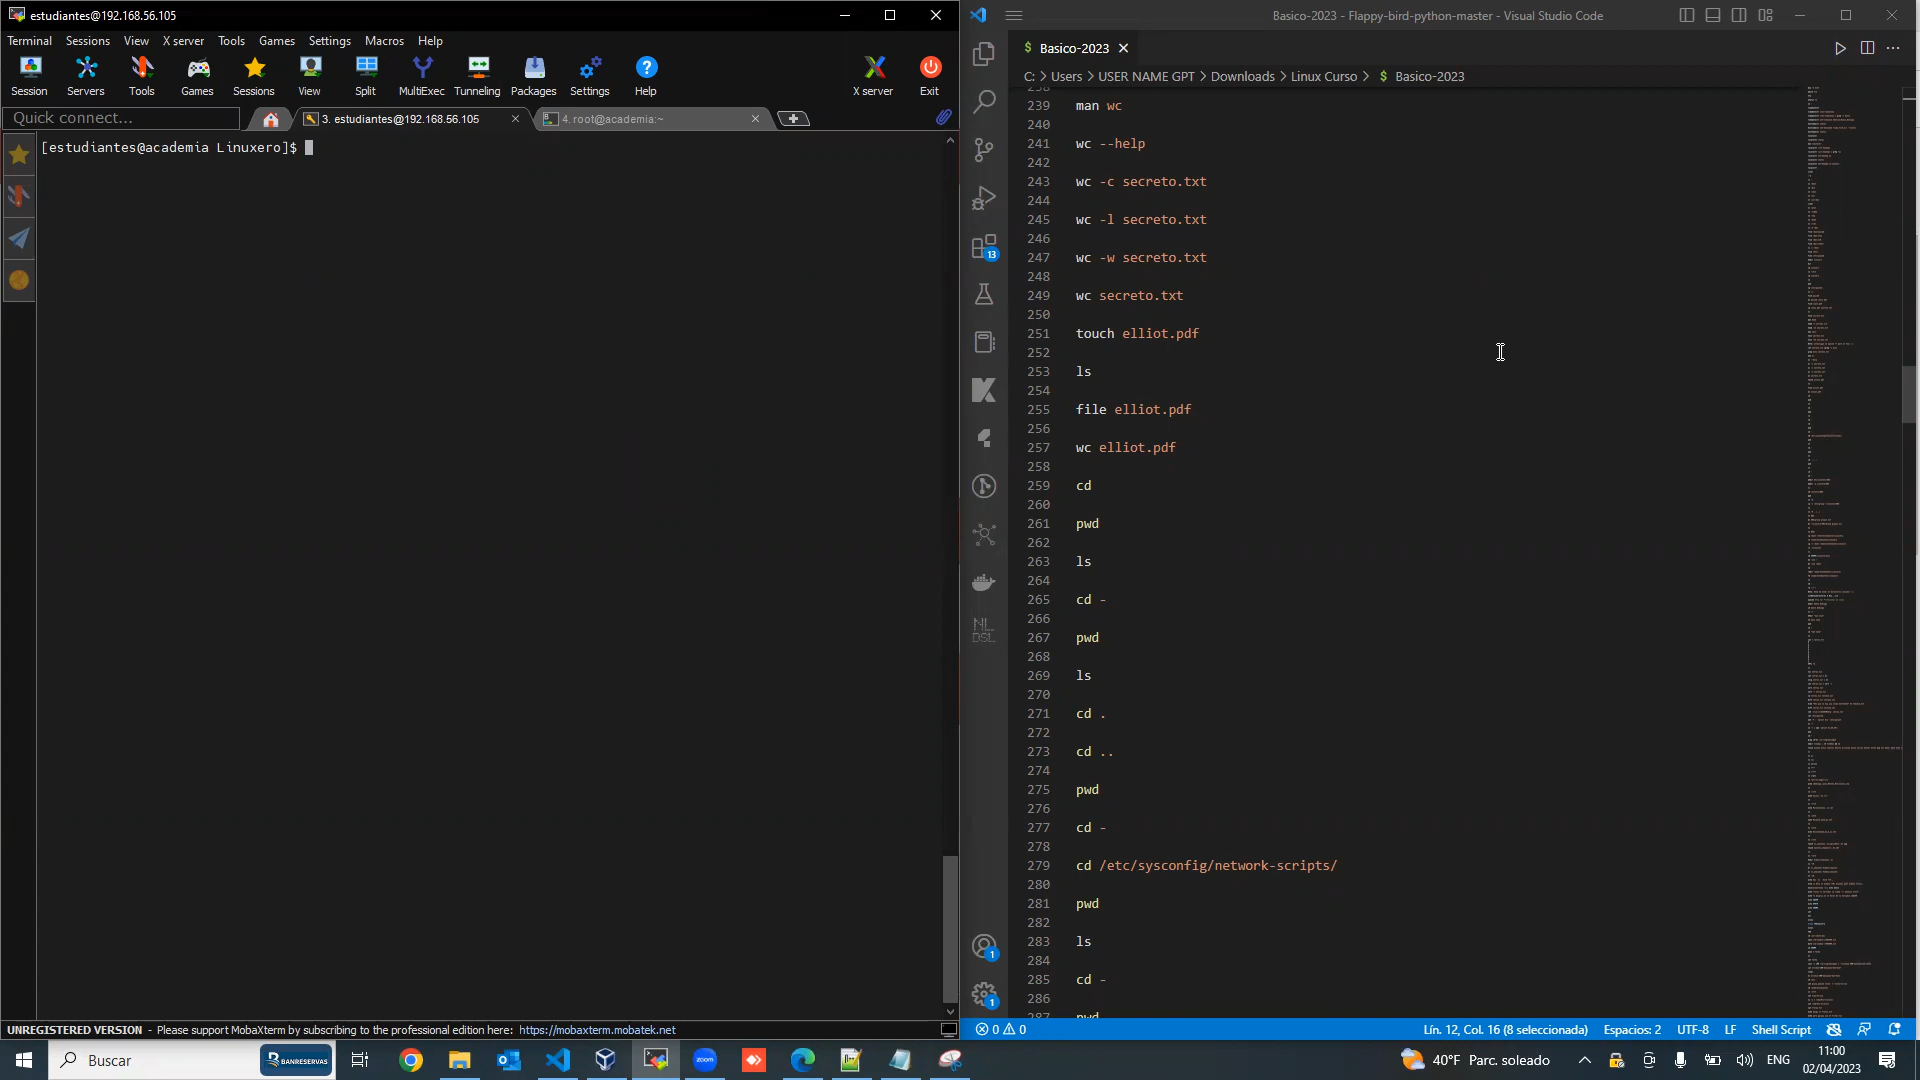 estudiantes@192.168.56.105
Terminal Sessions View X server Tools Games Settings Macros Help
Session Servers Tools Games Sessions View Split MultiExec Tunneling Packages Settings Help X server Exit
Quick connect...
3. estudiantes@192.168.56.105
4. root@academia:~
[estudiantes@academia Linuxero]$
UNREGISTERED VERSION - Please support MobaXterm by subscribing to the professional edition here: https://mobaxterm.mobatek.net
Basico-2023 - Flappy-bird-python-master - Visual Studio Code
$ Basico-2023
C: > Users > USER NAME GPT > Downloads > Linux Curso > $ Basico-2023
238
239 man wc
240
241 wc --help
242
243 wc -c secreto.txt
244
245 wc -l secreto.txt
246
247 wc -w secreto.txt
248
249 wc secreto.txt
250
251 touch elliot.pdf
252
253 ls
254
255 file elliot.pdf
256
257 wc elliot.pdf
258
259 cd
260
261 pwd
262
263 ls
264
265 cd -
266
267 pwd
268
269 ls
270
271 cd .
272
273 cd ..
274
275 pwd
276
277 cd -
278
279 cd /etc/sysconfig/network-scripts/
280
281 pwd
282
283 ls
284
285 cd -
286
287 pwd
13
NL
DSL
1
1
0 0
Lín. 12, Col. 16 (8 seleccionada) Espacios: 2 UTF-8 LF Shell Script
Buscar
BANRESERVAS
zoom
40°F Parc. soleado
ENG
11:00
02/04/2023